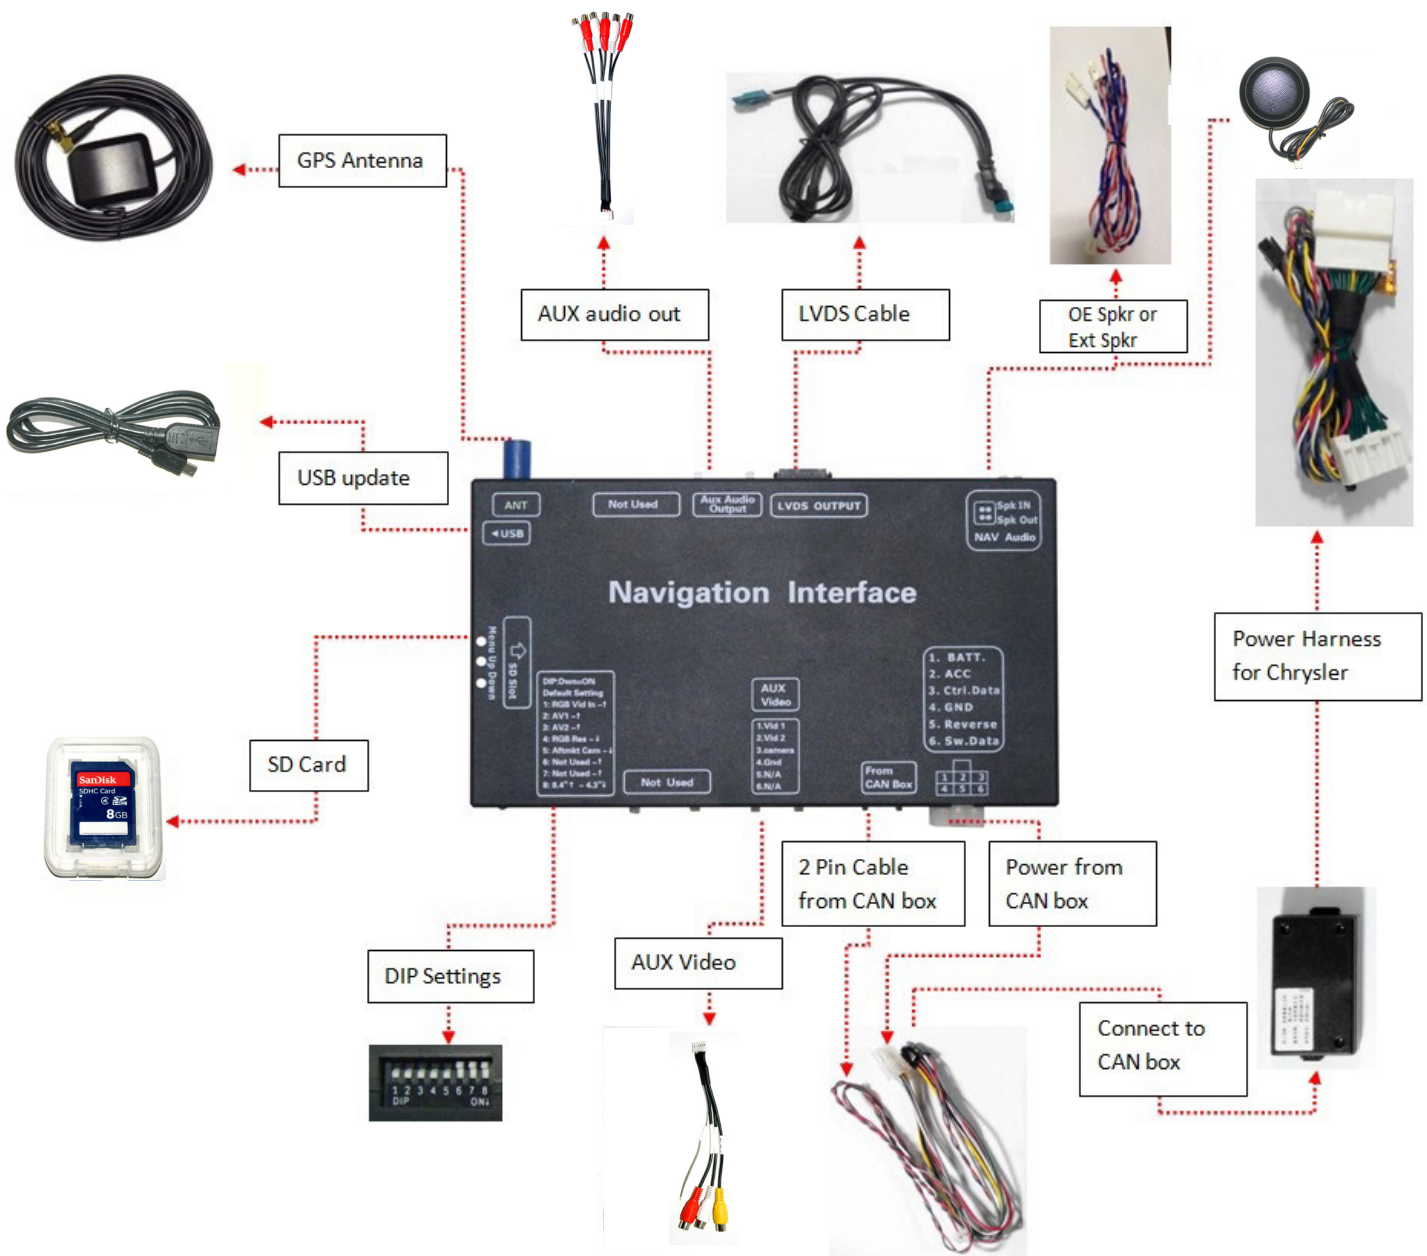 GPS Antenna
AUX audio out
LVDS Cable
OE Spkr or
Ext Spkr
USB update
ANT
Not Used
Aux Audio
Output
LVDS OUTPUT
Spk IN
Spk Out
NAV Audio
◄USB
Navigation Interface
Menu Up Down
SD Slot
Power Harness
for Chrysler
1. BATT.
2. ACC
3. Ctrl.Data
4. GND
5. Reverse
6. Sw.Data
DIP:Dwn=ON
Default Setting
1: RGB Vid In -↑
2: AV1 -↑
3: AV2 -↑
4: RGB Res - ↓
5: Aftmkt Cam - ↓
6: Not Used -↑
7: Not Used -↑
8: 8.4" ↑ - 4.3" ↓
AUX
Video
1.Vid 1
2.Vid 2
3.camera
4.Gnd
5.N/A
6.N/A
Not Used
From
CAN Box
1 2 3
4 5 6
SD Card
SanDisk
SDHC Card
4
8GB
2 Pin Cable
from CAN box
Power from
CAN box
DIP Settings
AUX Video
Connect to
CAN box
1 2 3 4 5 6 7 8
DIP ON↓